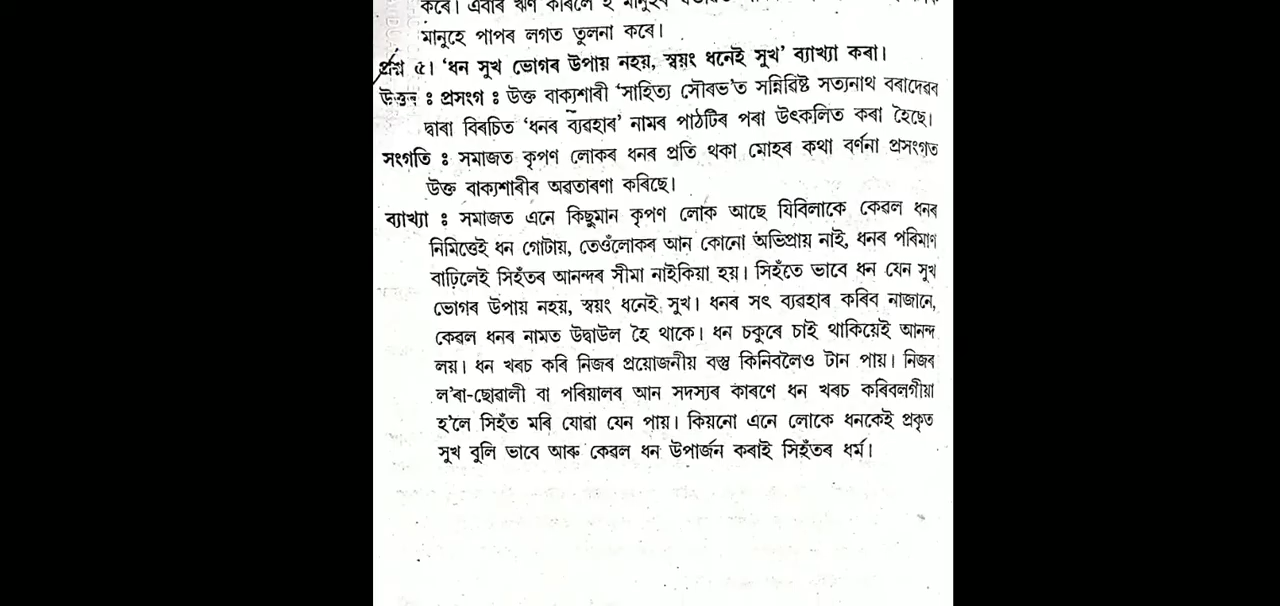 কৰে। এবাৰ ঋণ কৰিলে
মানুহে পাপৰ লগত তুলনা কৰে।
প্ৰশ্ন ৫। ‘ধন সুখ ভোগৰ উপায় নহয়, স্বয়ং ধনেই সুখ’ ব্যাখ্যা কৰা।
উত্তৰ : প্ৰসংগ : উক্ত বাক্যশাৰী ‘সাহিত্য সৌৰভ’ত সন্নিৱিষ্ট সত্যনাথ বৰাদেৱৰ
দ্বাৰা বিৰচিত ‘ধনৰ ব্যৱহাৰ’ নামৰ পাঠটিৰ পৰা উৎকলিত কৰা হৈছে।
সংগতি : সমাজত কৃপণ লোকৰ ধনৰ প্ৰতি থকা মোহৰ কথা বৰ্ণনা প্ৰসংগত
উক্ত বাক্যশাৰীৰ অৱতাৰণা কৰিছে।
ব্যাখ্যা : সমাজত এনে কিছুমান কৃপণ লোক আছে যিবিলাকে কেৱল ধনৰ
নিমিত্তেই ধন গোটায়, তেওঁলোকৰ আন কোনো অভিপ্ৰায় নাই, ধনৰ পৰিমাণ
বাঢ়িলেই সিহঁতৰ আনন্দৰ সীমা নাইকিয়া হয়। সিহঁতে ভাবে ধন যেন সুখ
ভোগৰ উপায় নহয়, স্বয়ং ধনেই সুখ। ধনৰ সৎ ব্যৱহাৰ কৰিব নাজানে,
কেৱল ধনৰ নামত উদ্বাউল হৈ থাকে। ধন চকুৰে চাই থাকিয়েই আনন্দ
লয়। ধন খৰচ কৰি নিজৰ প্ৰয়োজনীয় বস্তু কিনিবলৈও টান পায়। নিজৰ
ল'ৰা-ছোৱালী বা পৰিয়ালৰ আন সদস্যৰ কাৰণে ধন খৰচ কৰিবলগীয়া
হ'লে সিহঁত মৰি যোৱা যেন পায়। কিয়নো এনে লোকে ধনকেই প্ৰকৃত
সুখ বুলি ভাবে আৰু কেৱল ধন উপাৰ্জন কৰাই সিহঁতৰ ধৰ্ম।